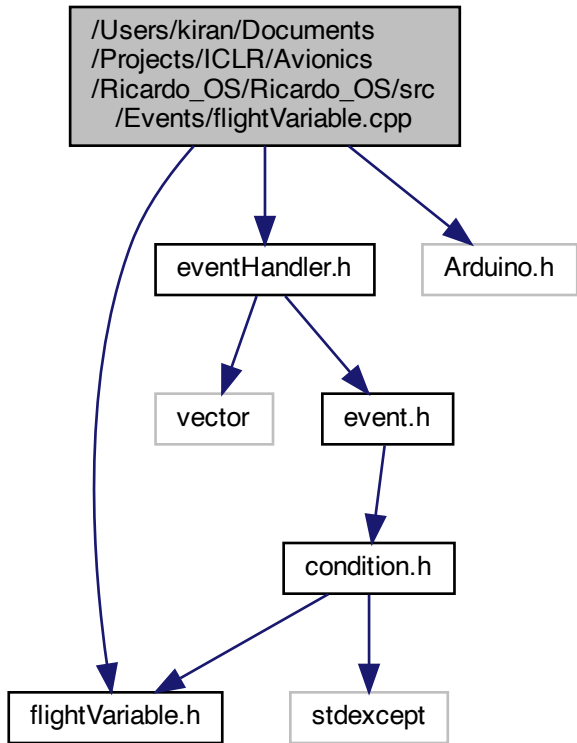 /Users/kiran/Documents
/Projects/ICLR/Avionics
/Ricardo_OS/Ricardo_OS/src
/Events/flightVariable.cpp
eventHandler.h
Arduino.h
vector
event.h
condition.h
flightVariable.h
stdexcept